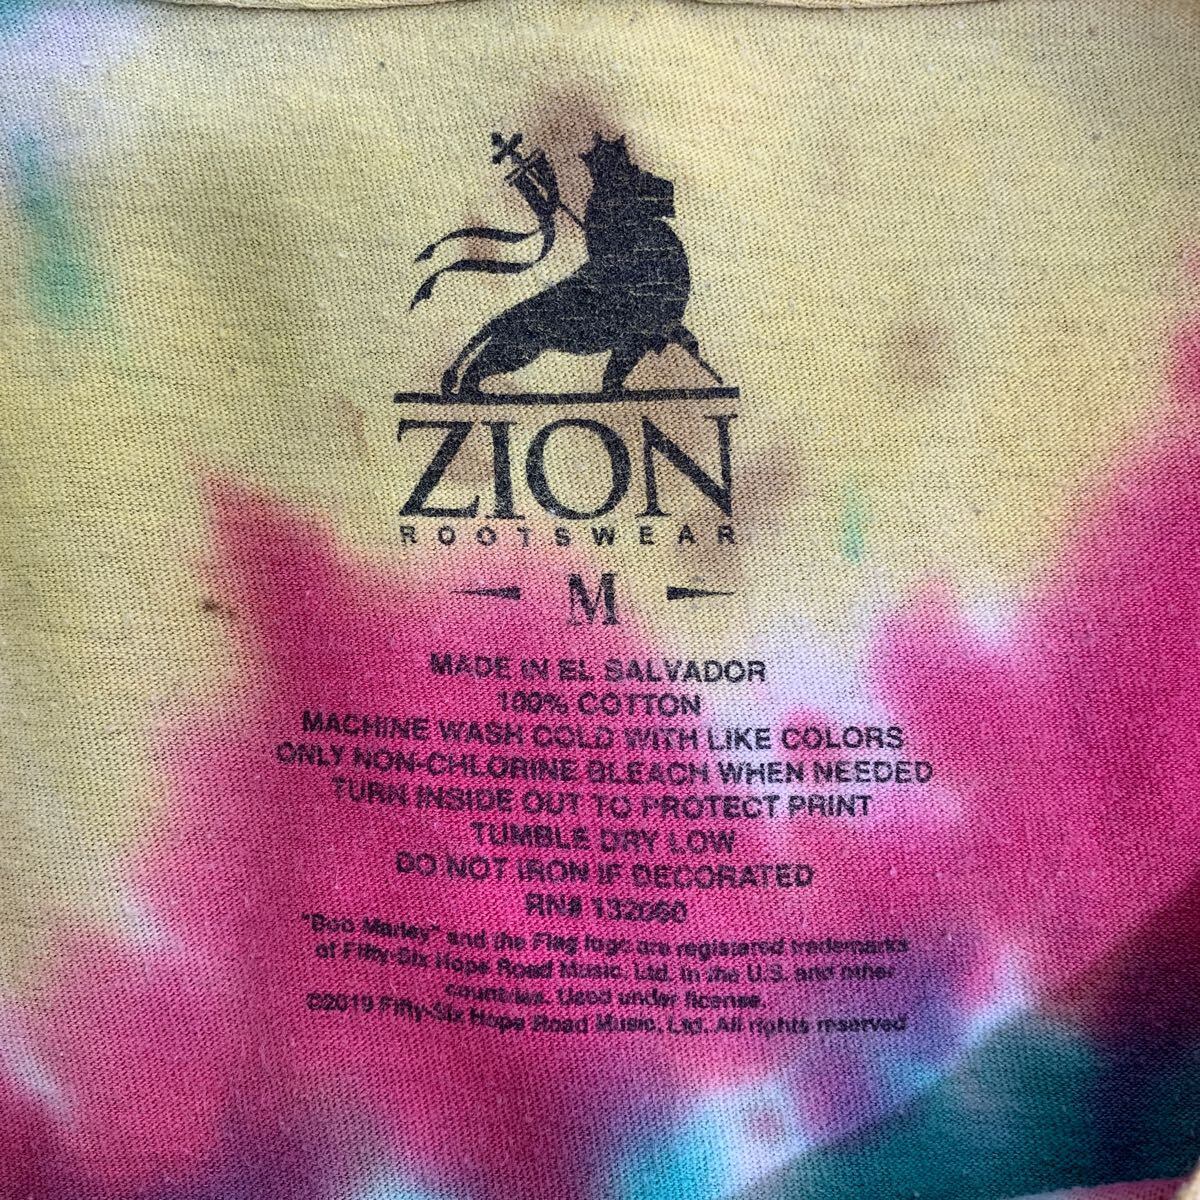 ZION
ROOTSWEAR
M
MADE IN EL SALVADOR
100% COTTON
MACHINE WASH COLD WITH LIKE COLORS
ONLY NON-CHLORINE BLEACH WHEN NEEDED
TURN INSIDE OUT TO PROTECT PRINT
TUMBLE DRY LOW
DO NOT IRON IF DECORATED
RN# 132060
"Bob Marley" and the Flag logo are registered trademarks
of Fifty-Six Hope Road Music, Ltd. in the U.S. and other
countries. Used under license.
©2019 Fifty-Six Hope Road Music, Ltd. All rights reserved